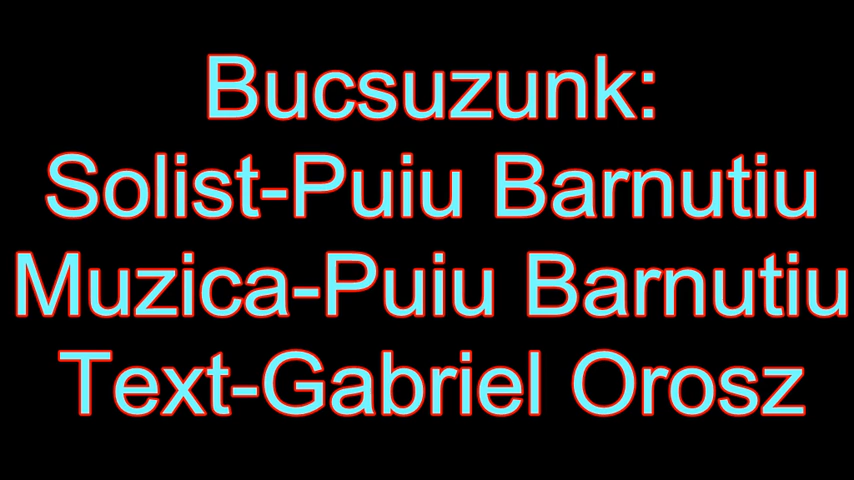 Bucsuzunk:
Solist-Puiu Barnutiu
Muzica-Puiu Barnutiu
Text-Gabriel Orosz